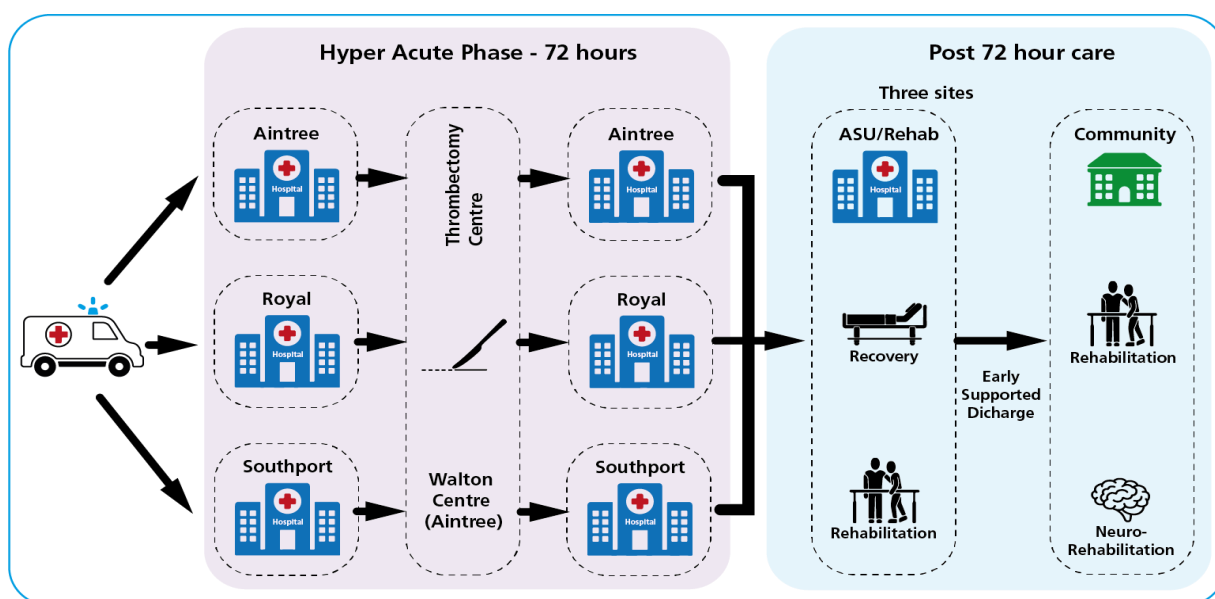 Hyper Acute Phase - 72 hours
Aintree
Hospital
Royal
Hospital
Southport
Hospital
Thrombectomy
Centre
Walton
Centre
(Aintree)
Aintree
Hospital
Royal
Hospital
Southport
Hospital
Post 72 hour care
Three sites
ASU/Rehab
Hospital
Recovery
Rehabilitation
Early
Supported
Dicharge
Community
Rehabilitation
Neuro-
Rehabilitation